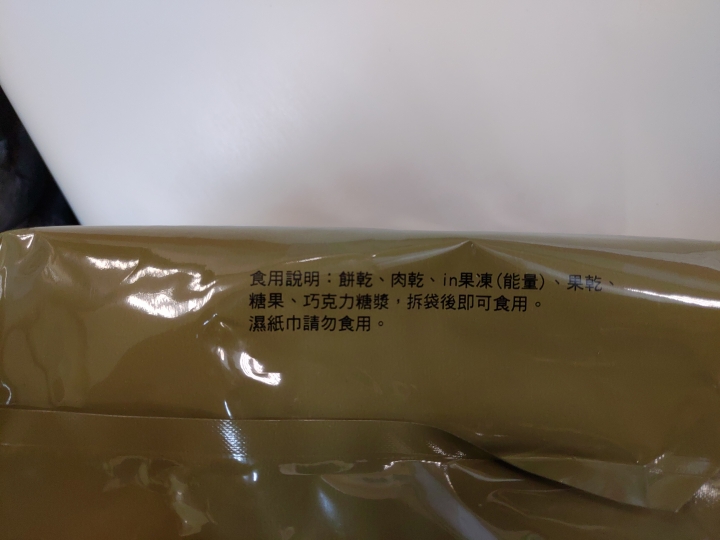 食用說明：餅乾、肉乾、in果凍(能量)、果乾、
糖果、巧克力糖漿，拆袋後即可食用。
濕紙巾請勿食用。